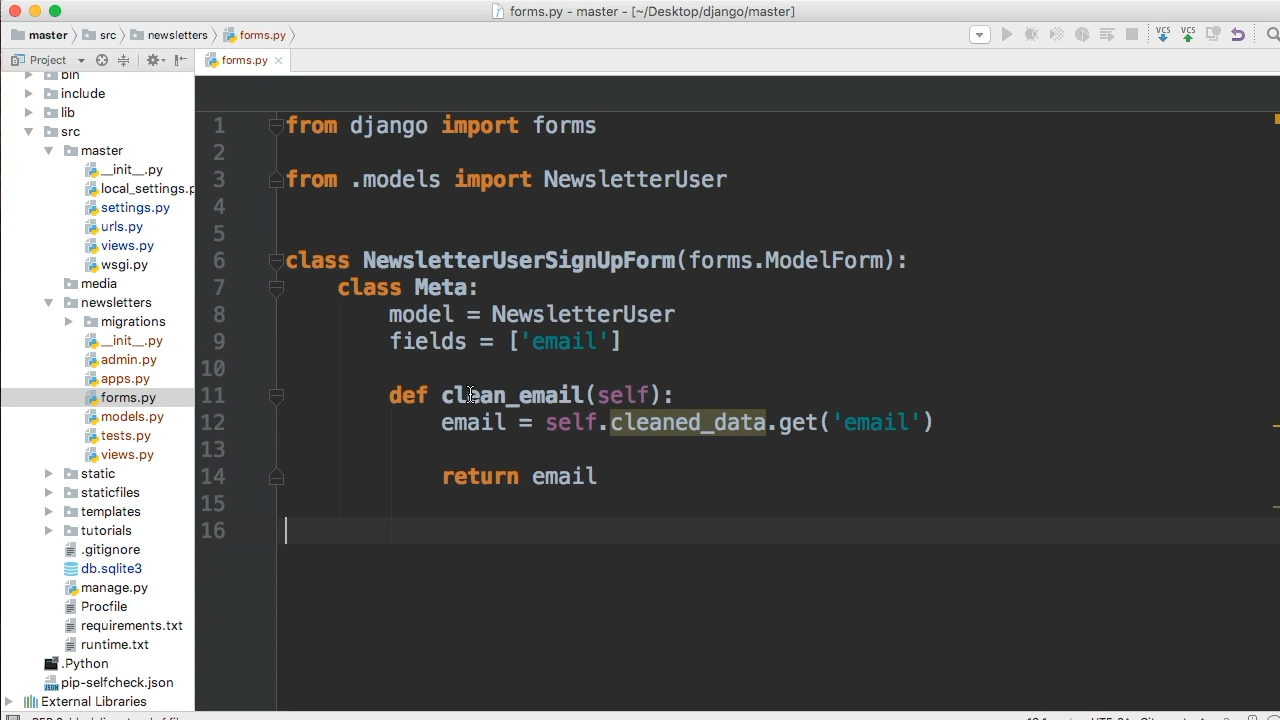 forms.py - master - [~/Desktop/django/master]
master src newsletters forms.py
VCS VCS
Project
forms.py
bin
include
lib
src
master
__init__.py
local_settings.p
settings.py
urls.py
views.py
wsgi.py
media
newsletters
migrations
__init__.py
admin.py
apps.py
forms.py
models.py
tests.py
views.py
static
staticfiles
templates
tutorials
.gitignore
db.sqlite3
manage.py
Procfile
requirements.txt
runtime.txt
.Python
pip-selfcheck.json
External Libraries
1 from django import forms
2
3 from .models import NewsletterUser
4
5
6 class NewsletterUserSignUpForm(forms.ModelForm):
7 class Meta:
8 model = NewsletterUser
9 fields = ['email']
10
11 def clean_email(self):
12 email = self.cleaned_data.get('email')
13
14 return email
15
16